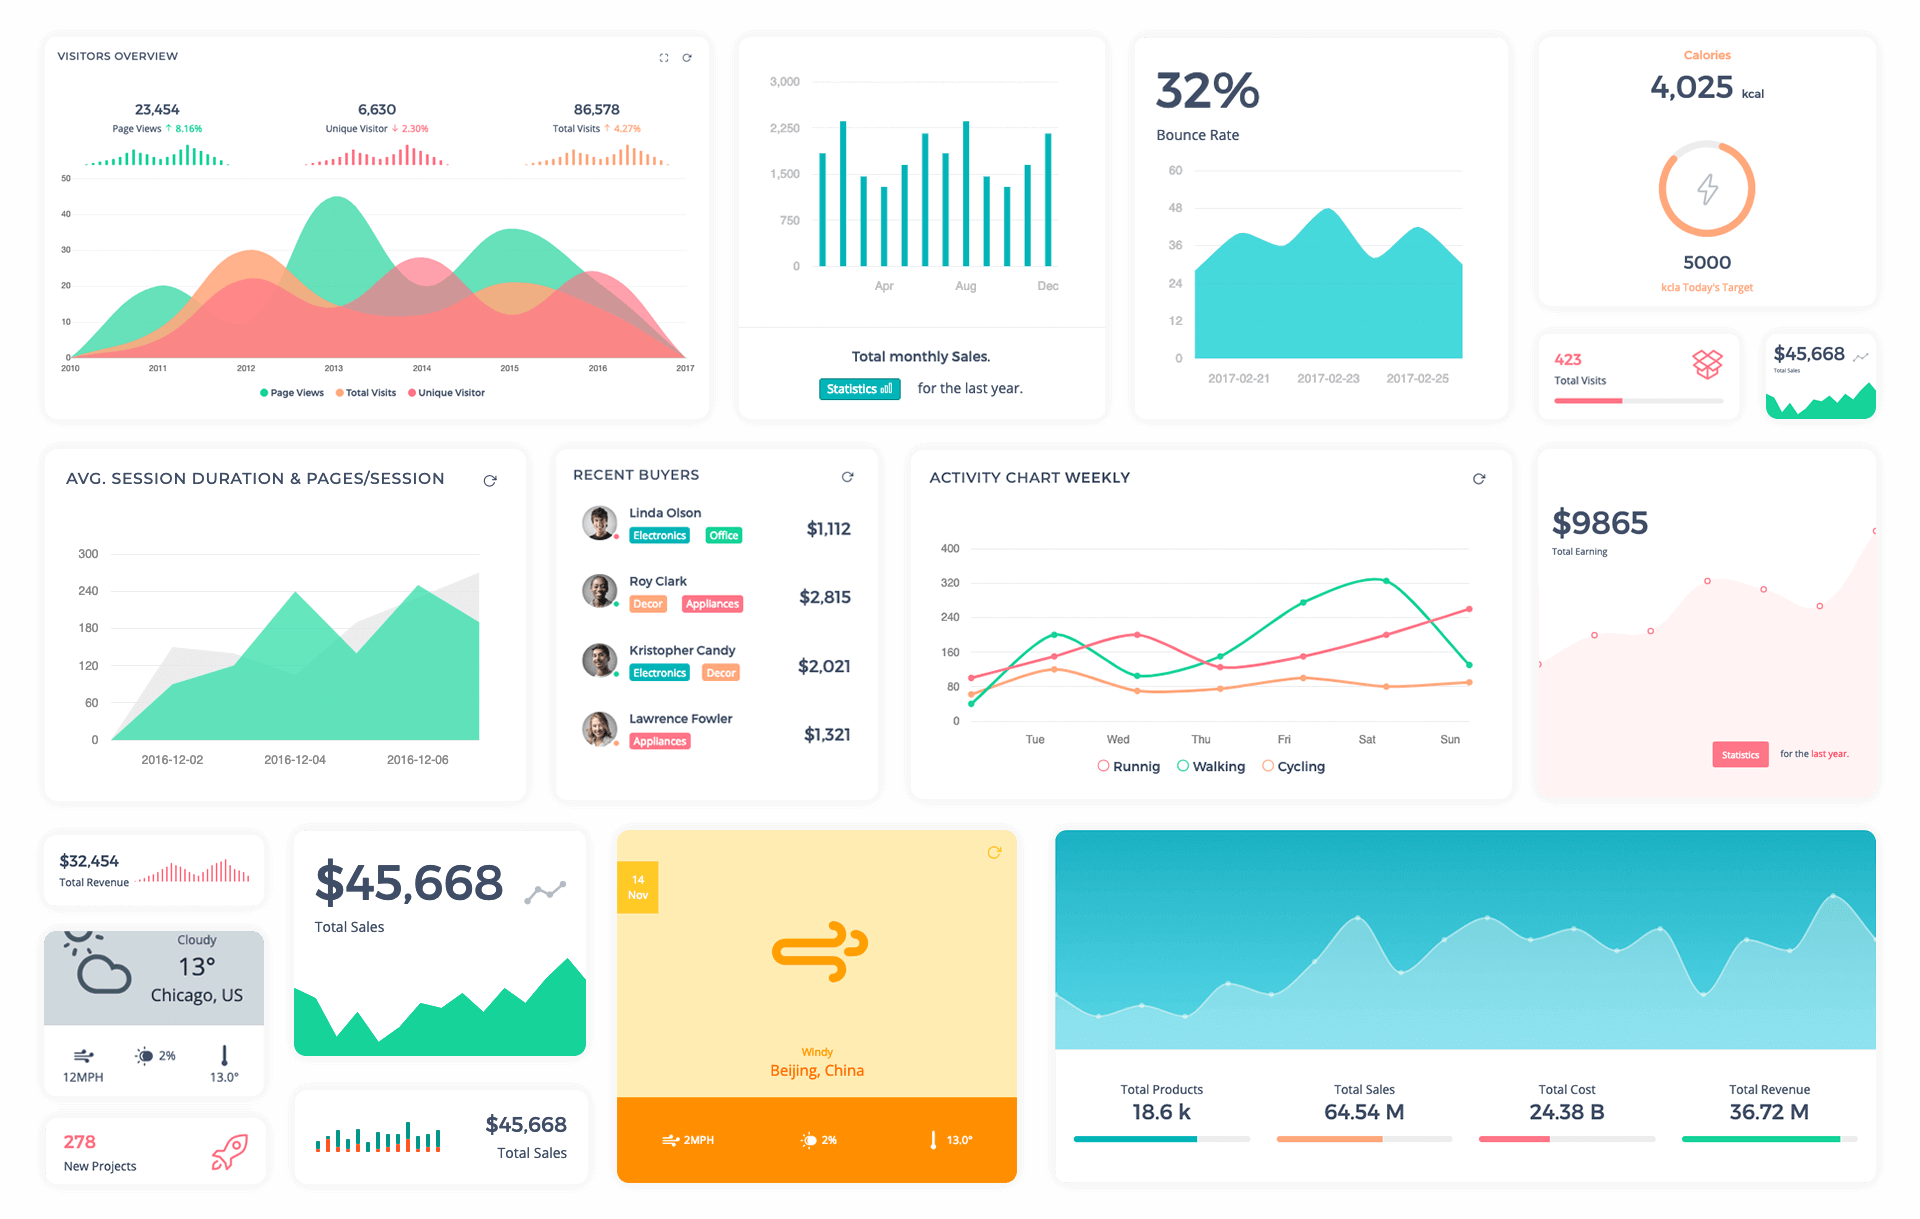 VISITORS OVERVIEW
23,454
Page Views ↑ 8.16%
6,630
Unique Visitor ↓ 2.30%
86,578
Total Visits ↑ 4.27%
50
40
30
20
10
0
2010 2011 2012 2013 2014 2015 2016 2017
Page Views Total Visits Unique Visitor
3,000
2,250
1,500
750
0
Apr Aug Dec
Total monthly Sales.
Statistics for the last year.
32%
Bounce Rate
60
48
36
24
12
0
2017-02-21 2017-02-23 2017-02-25
Calories
4,025 kcal
5000
kcla Today's Target
423
Total Visits
$45,668
Total Sales
AVG. SESSION DURATION & PAGES/SESSION
300
240
180
120
60
0
2016-12-02 2016-12-04 2016-12-06
RECENT BUYERS
Linda Olson
Electronics Office
$1,112
Roy Clark
Decor Appliances
$2,815
Kristopher Candy
Electronics Decor
$2,021
Lawrence Fowler
Appliances
$1,321
ACTIVITY CHART WEEKLY
400
320
240
160
80
0
Tue Wed Thu Fri Sat Sun
Runnig Walking Cycling
$9865
Total Earning
Statistics for the last year.
$32,454
Total Revenue
Cloudy
13°
Chicago, US
12MPH
2%
13.0°
278
New Projects
$45,668
Total Sales
$45,668
Total Sales
14
Nov
Windy
Beijing, China
2MPH 2% 13.0°
Total Products
18.6 k
Total Sales
64.54 M
Total Cost
24.38 B
Total Revenue
36.72 M